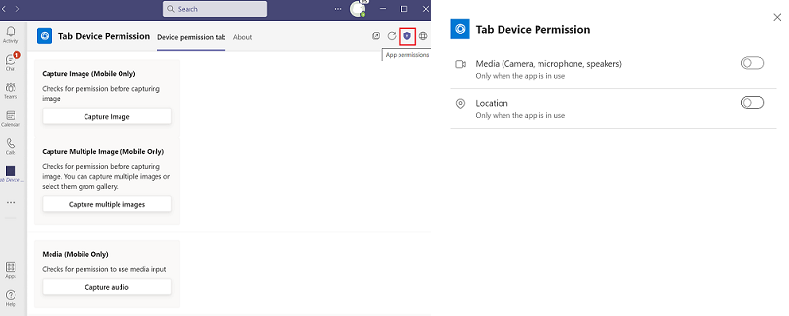 Search
Tab Device Permission Device permission tab About
App permissions
Activity
Chat
1
Teams
Calendar
Calls
...
Apps
Help
Capture Image (Mobile Only)
Checks for permission before capturing
image
Capture Image
Capture Multiple Image (Mobile Only)
Checks for permission before capturing
image. You can capture multiple images or
select them grom gallery.
Capture multiple images
Media (Mobile Only)
Checks for permission to use media input
Capture audio
Tab Device Permission
Media (Camera, microphone, speakers)
Only when the app is in use
Location
Only when the app is in use